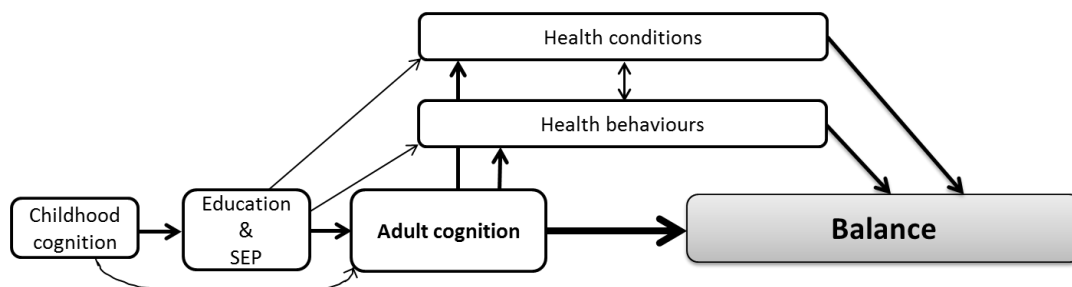 Health conditions
Health behaviours
Childhood
cognition
Education
&
SEP
Adult cognition
Balance